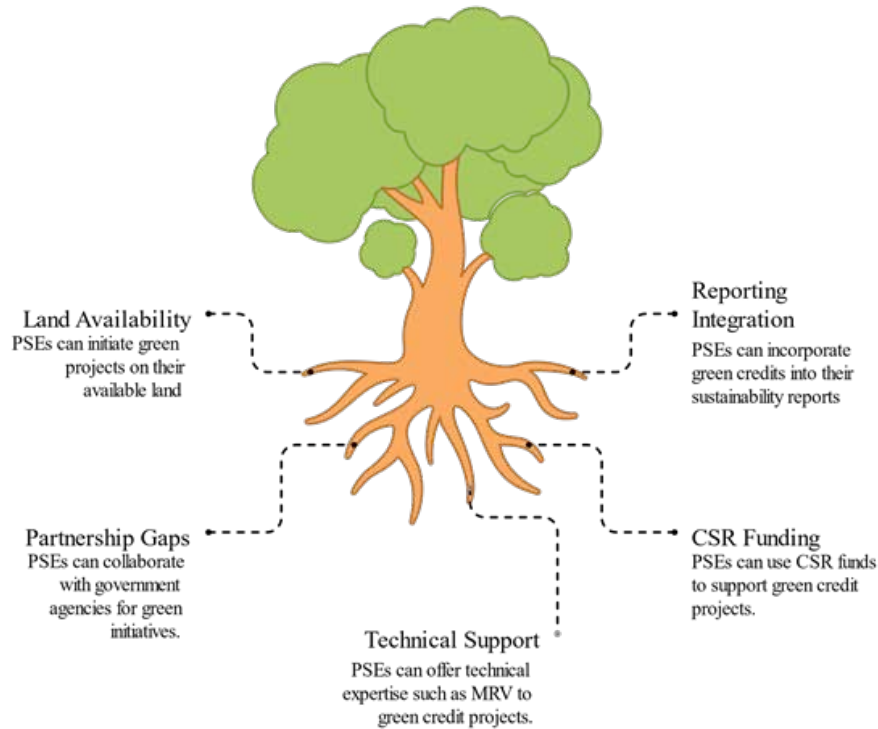 Land Availability
PSEs can initiate green
projects on their
available land
Reporting
Integration
PSEs can incorporate
green credits into their
sustainability reports
Partnership Gaps
PSEs can collaborate
with government
agencies for green
initiatives.
CSR Funding
PSEs can use CSR funds
to support green credit
projects.
Technical Support
PSEs can offer technical
expertise such as MRV to
green credit projects.